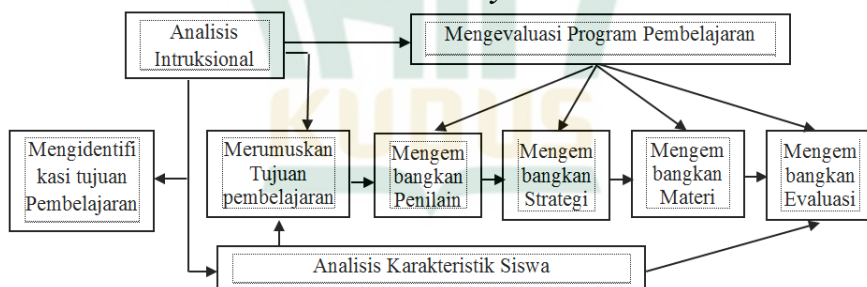 Analisis
Intruksional
Mengevaluasi Program Pembelajaran
KUDUS
Mengidentifi
kasi tujuan
Pembelajaran
Merumuskan
Tujuan
pembelajaran
Mengem
bangkan
Penilain
Mengem
bangkan
Strategi
Mengem
bangkan
Materi
Mengem
bangkan
Evaluasi
Analisis Karakteristik Siswa